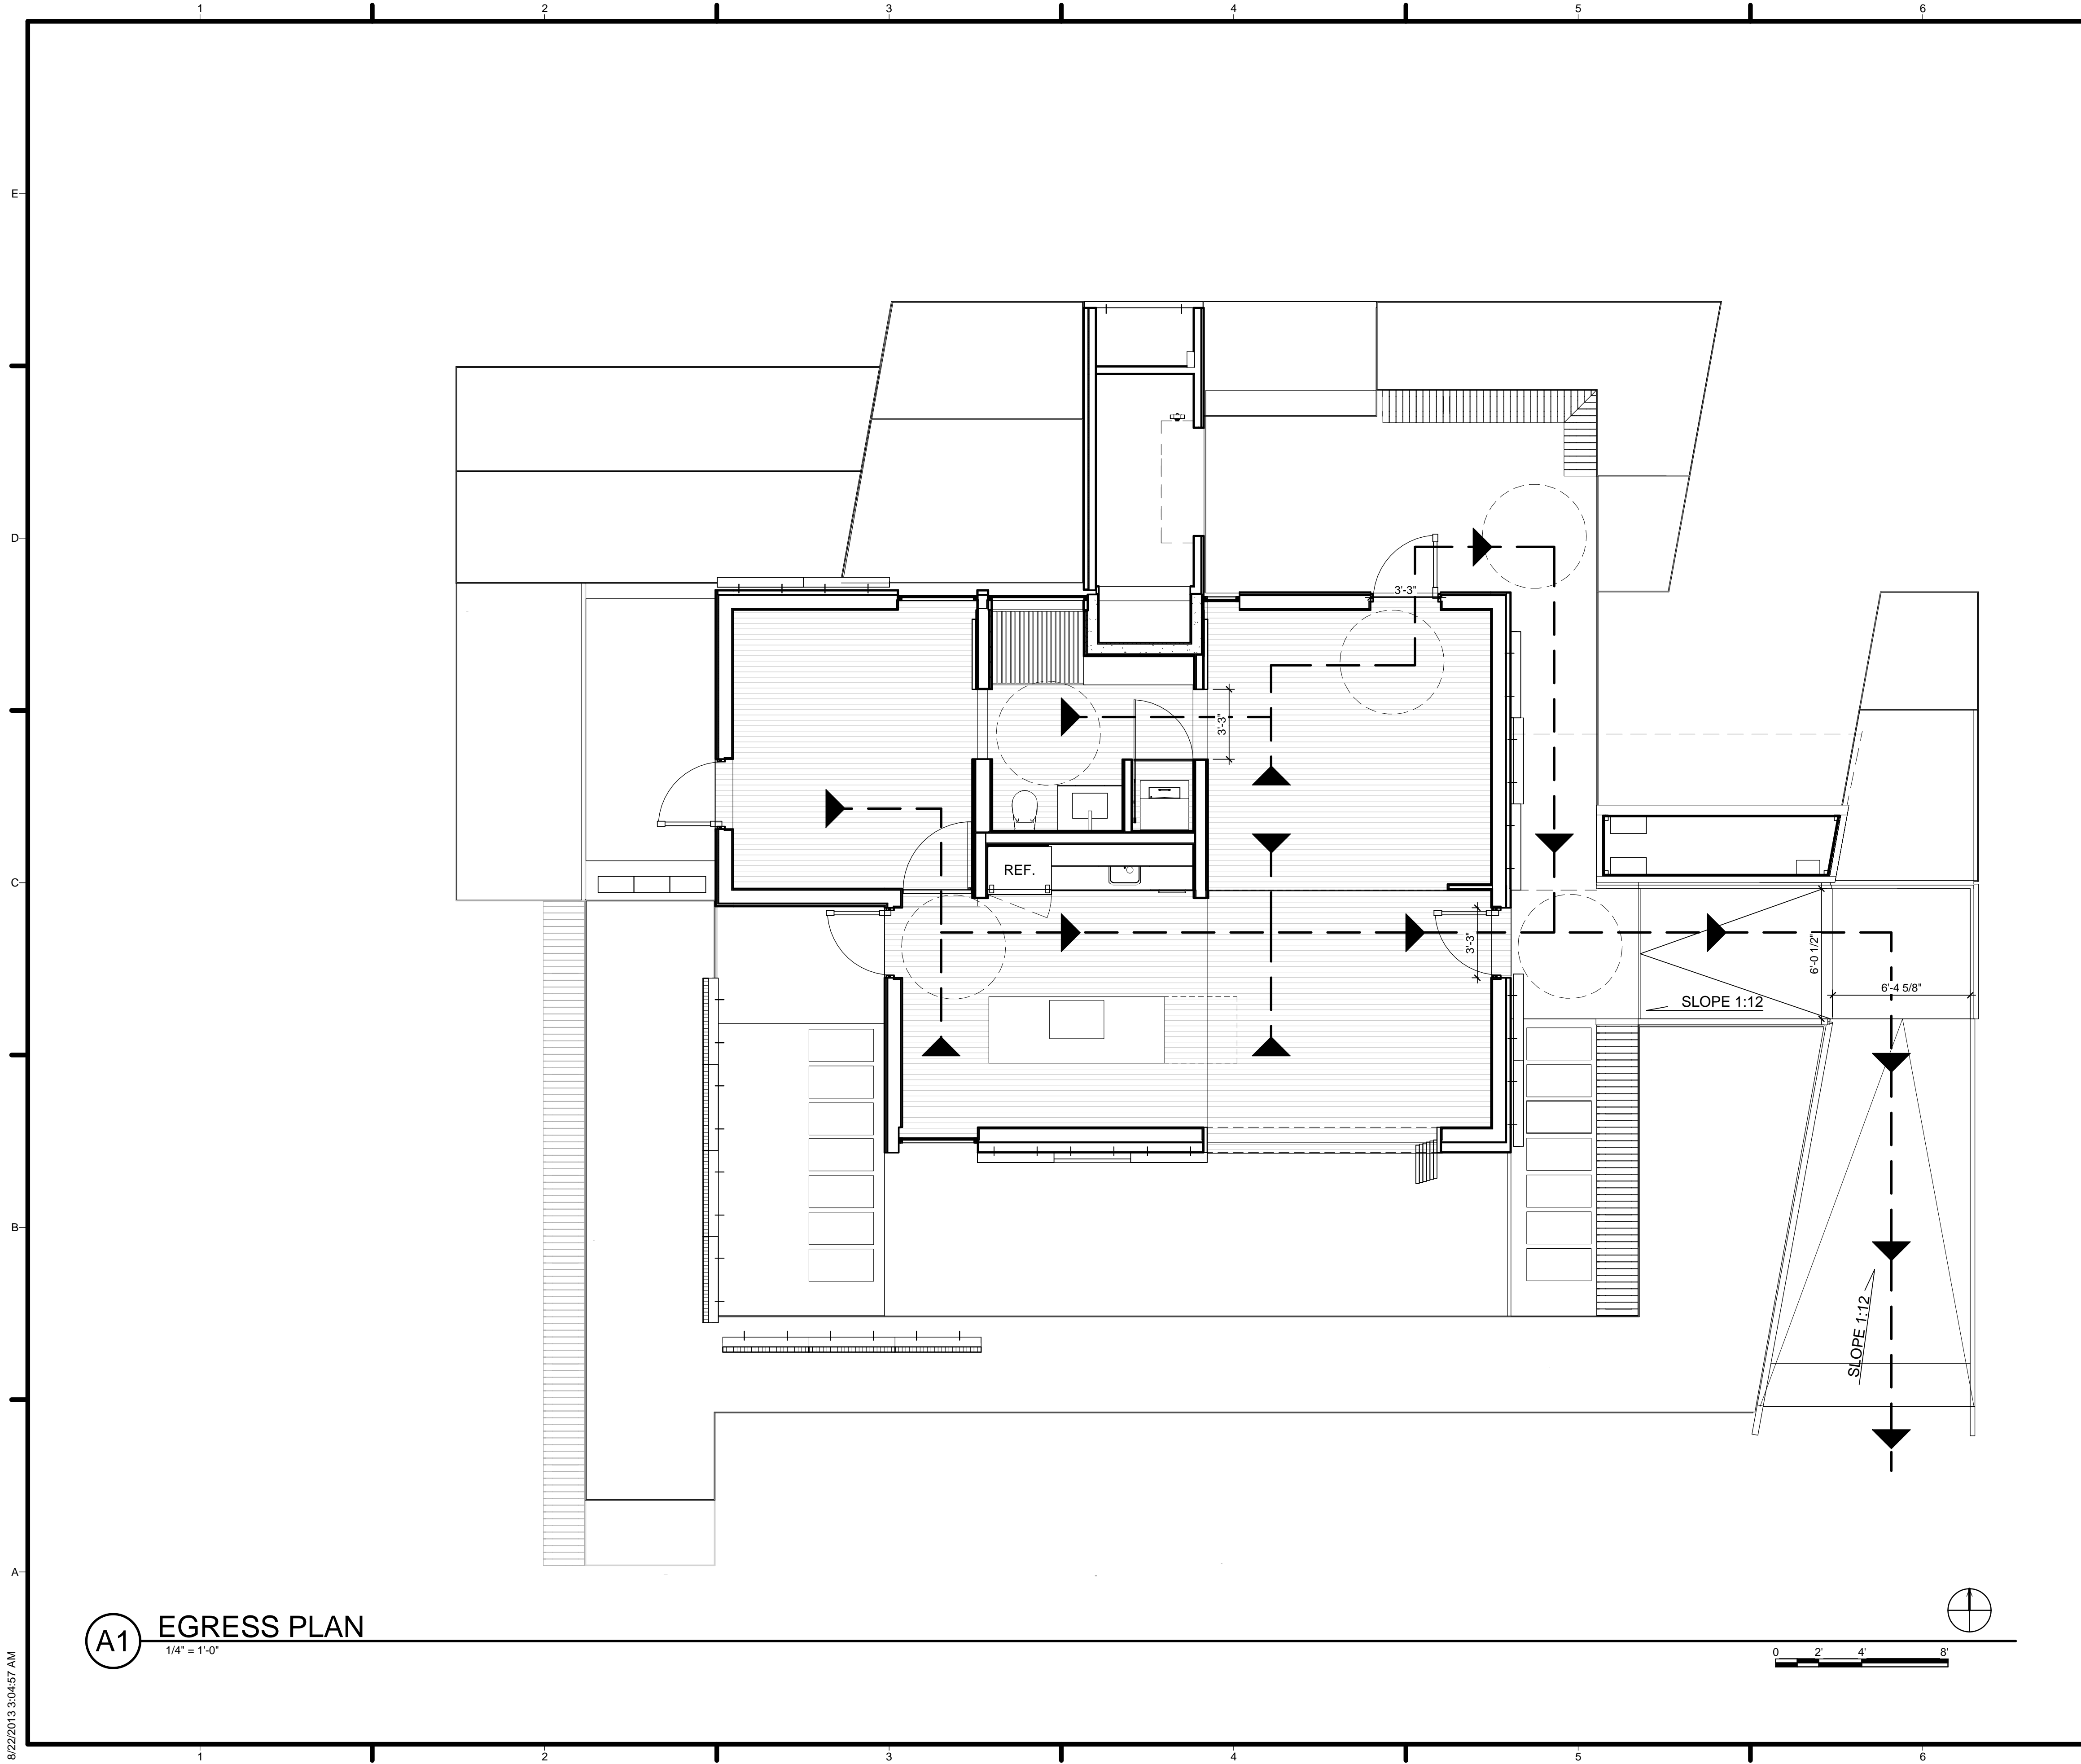 1 2 3 4 5 6
E
D
3'-3"
3'-3"
REF.
C
3'-3"
6'-0 1/2"
6'-4 5/8"
SLOPE 1:12
B
SLOPE 1:12
A
A1 EGRESS PLAN
1/4" = 1'-0"
0 2' 4' 8'
8/22/2013 3:04:57 AM
1 2 3 4 5 6